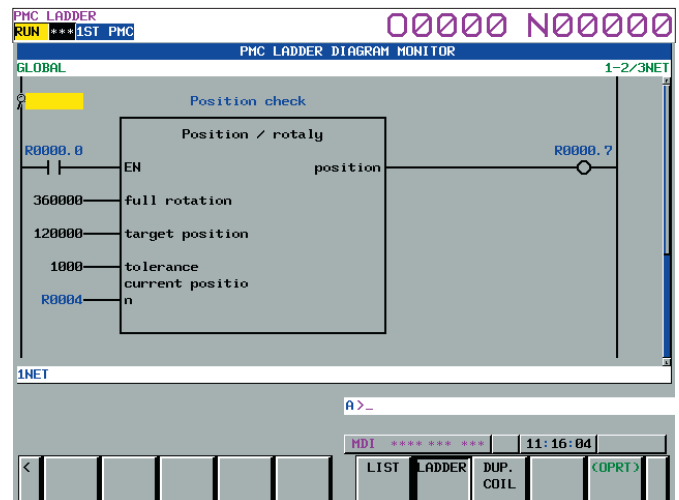 PMC LADDER
RUN *** 1ST PMC
O0000 N00000
PMC LADDER DIAGRAM MONITOR
GLOBAL 1-2/3NET
Position check
Position / rotaly
R0000.0 R0000.7
EN position
360000 full rotation
120000 target position
1000 tolerance
current positio
R0004 n
1NET
A>_
MDI **** *** *** 11:16:04
< LIST LADDER DUP. (OPRT)
COIL